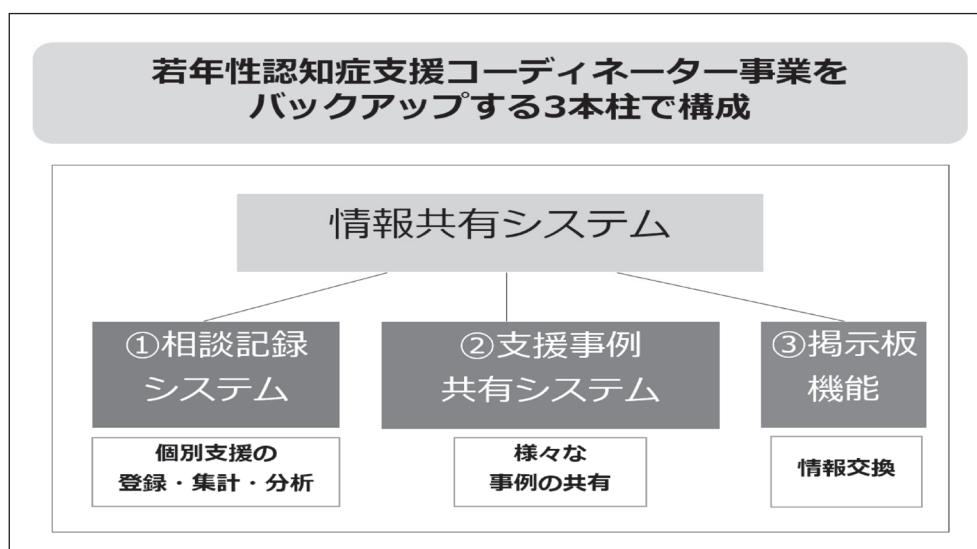 若年性認知症支援コーディネーター事業を
バックアップする3本柱で構成
情報共有システム
①相談記録
システム
個別支援の
登録・集計・分析
②支援事例
共有システム
様々な
事例の共有
③掲示板
機能
情報交換